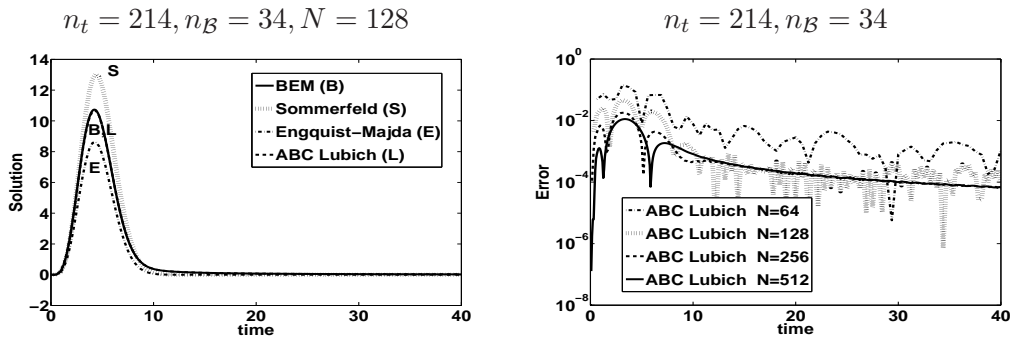 n_t = 214, n_B = 34, N = 128
14
12
10
8
6
4
2
0
−2
Solution
S
B
L
E
BEM (B)
Sommerfeld (S)
Engquist−Majda (E)
ABC Lubich (L)
0
10
20
30
40
time
n_t = 214, n_B = 34
10^0
10^−2
10^−4
10^−6
10^−8
Error
ABC Lubich N=64
ABC Lubich N=128
ABC Lubich N=256
ABC Lubich N=512
0
10
20
30
40
time